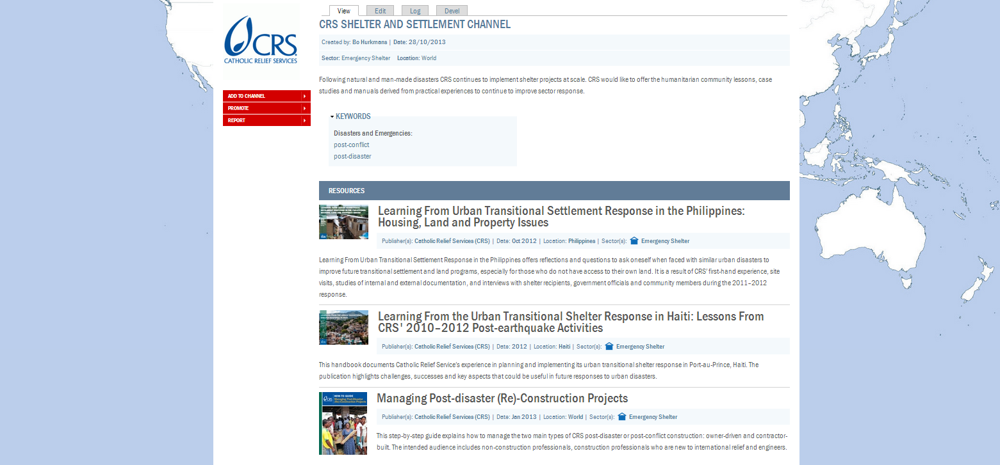 CRS
CATHOLIC RELIEF SERVICES
ADD TO CHANNEL
PROMOTE
REPORT
View Edit Log Devel
CRS SHELTER AND SETTLEMENT CHANNEL
Created by: Bo Hurkmans | Date: 28/10/2013
Sector: Emergency Shelter Location: World
Following natural and man-made disasters CRS continues to implement shelter projects at scale. CRS would like to offer the humanitarian community lessons, case
studies and manuals derived from practical experiences to continue to improve sector response.
KEYWORDS
Disasters and Emergencies:
post-conflict
post-disaster
RESOURCES
Learning From Urban Transitional Settlement Response in the Philippines:
Housing, Land and Property Issues
Publisher(s): Catholic Relief Services (CRS) | Date: Oct 2012 | Location: Philippines | Sector(s): Emergency Shelter
Learning From Urban Transitional Settlement Response in the Philippines offers reflections and questions to ask oneself when faced with similar urban disasters to
improve future transitional settlement and land programs, especially for those who do not have access to their own land. It is a result of CRS' first-hand experience, site
visits, studies of internal and external documentation, and interviews with shelter recipients, government officials and community members during the 2011–2012
response.
Learning From the Urban Transitional Shelter Response in Haiti: Lessons From
CRS' 2010–2012 Post-earthquake Activities
Publisher(s): Catholic Relief Services (CRS) | Date: 2012 | Location: Haiti | Sector(s): Emergency Shelter
This handbook documents Catholic Relief Service's experience in planning and implementing its urban transitional shelter response in Port-au-Prince, Haiti. The
publication highlights challenges, successes and key aspects that could be useful in future responses to urban disasters.
CRS HOW-TO GUIDE
Managing Post-Disaster
(Re)-Construction Projects
Managing Post-disaster (Re)-Construction Projects
Publisher(s): Catholic Relief Services (CRS) | Date: Jan 2013 | Location: World | Sector(s): Emergency Shelter
This step-by-step guide explains how to manage the two main types of CRS post-disaster or post-conflict construction: owner-driven and contractor-
built. The intended audience includes non-construction professionals, construction professionals who are new to international relief and engineers.